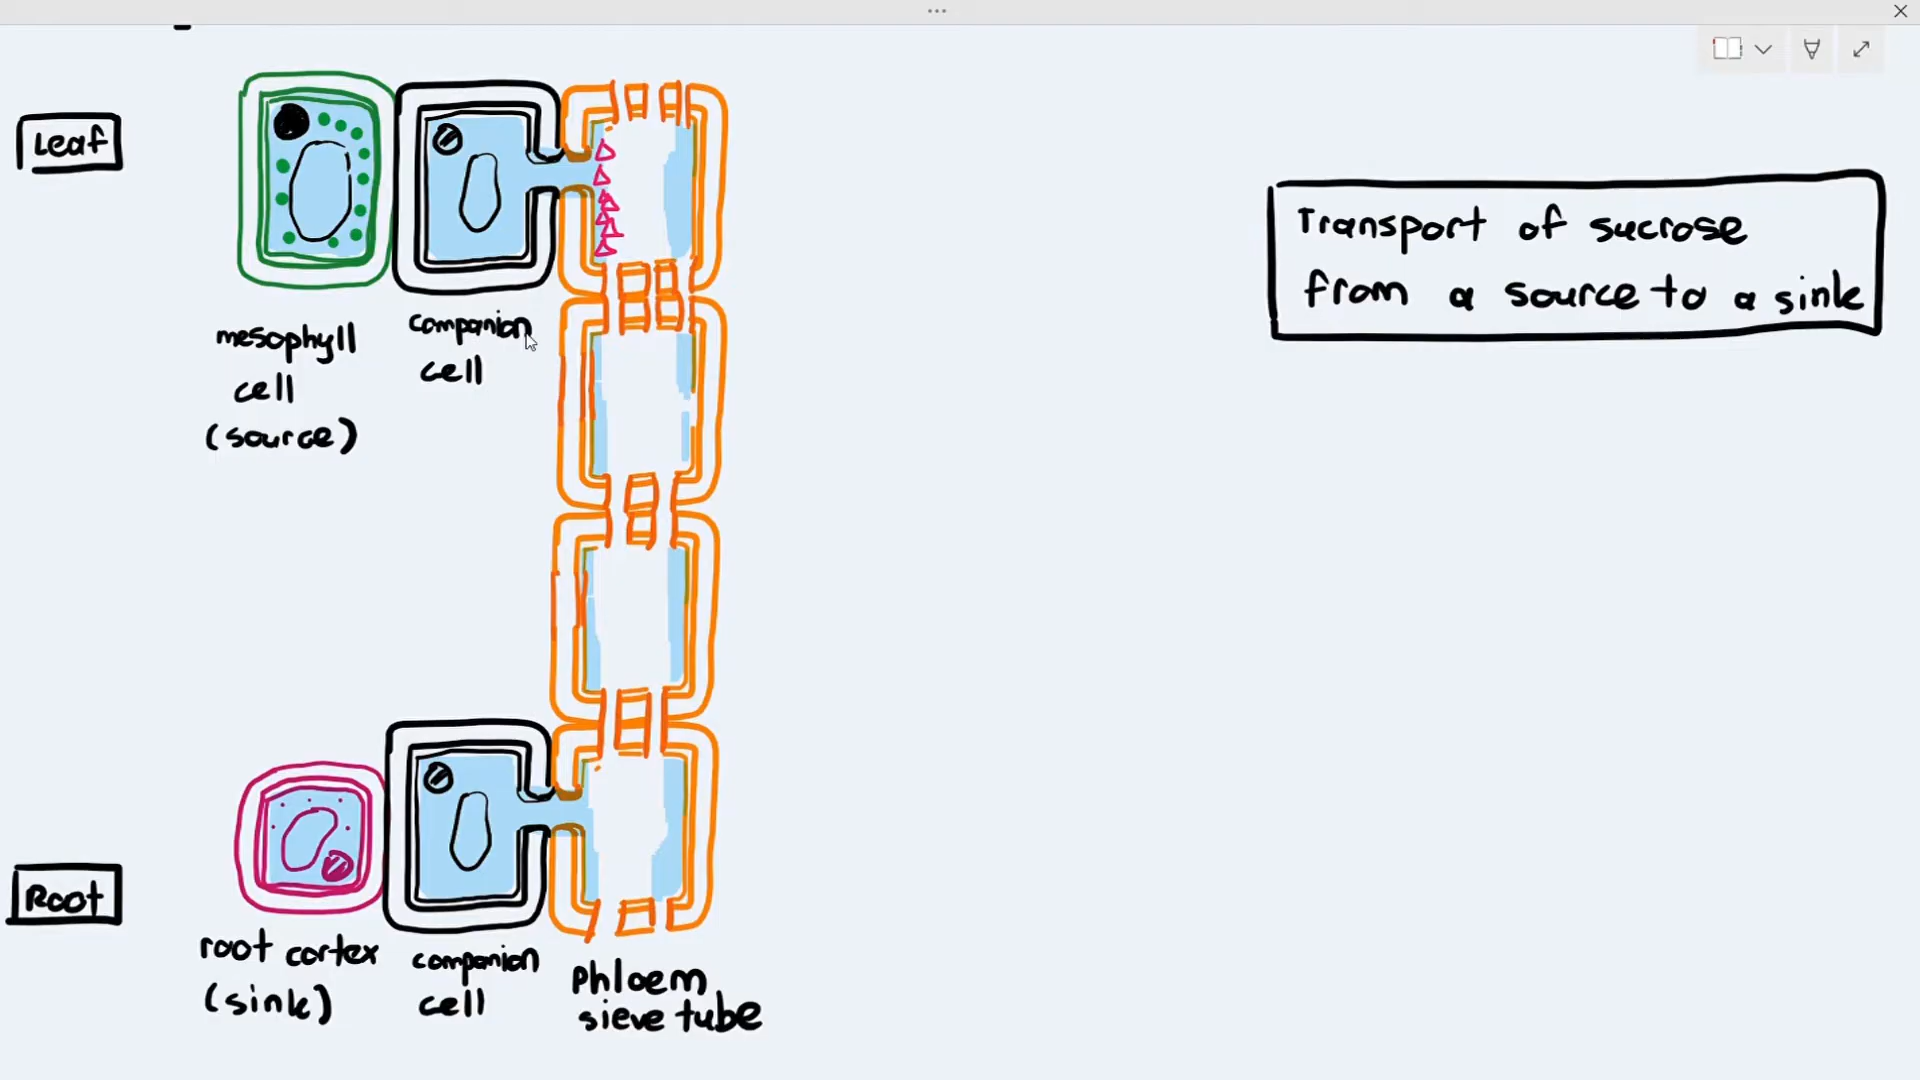 Leaf
Transport of sucrose
from a source to a sink
mesophyll
cell
(source)
companion
cell
Root
root cortex
(sink)
companion
cell
Phloem
sieve tube